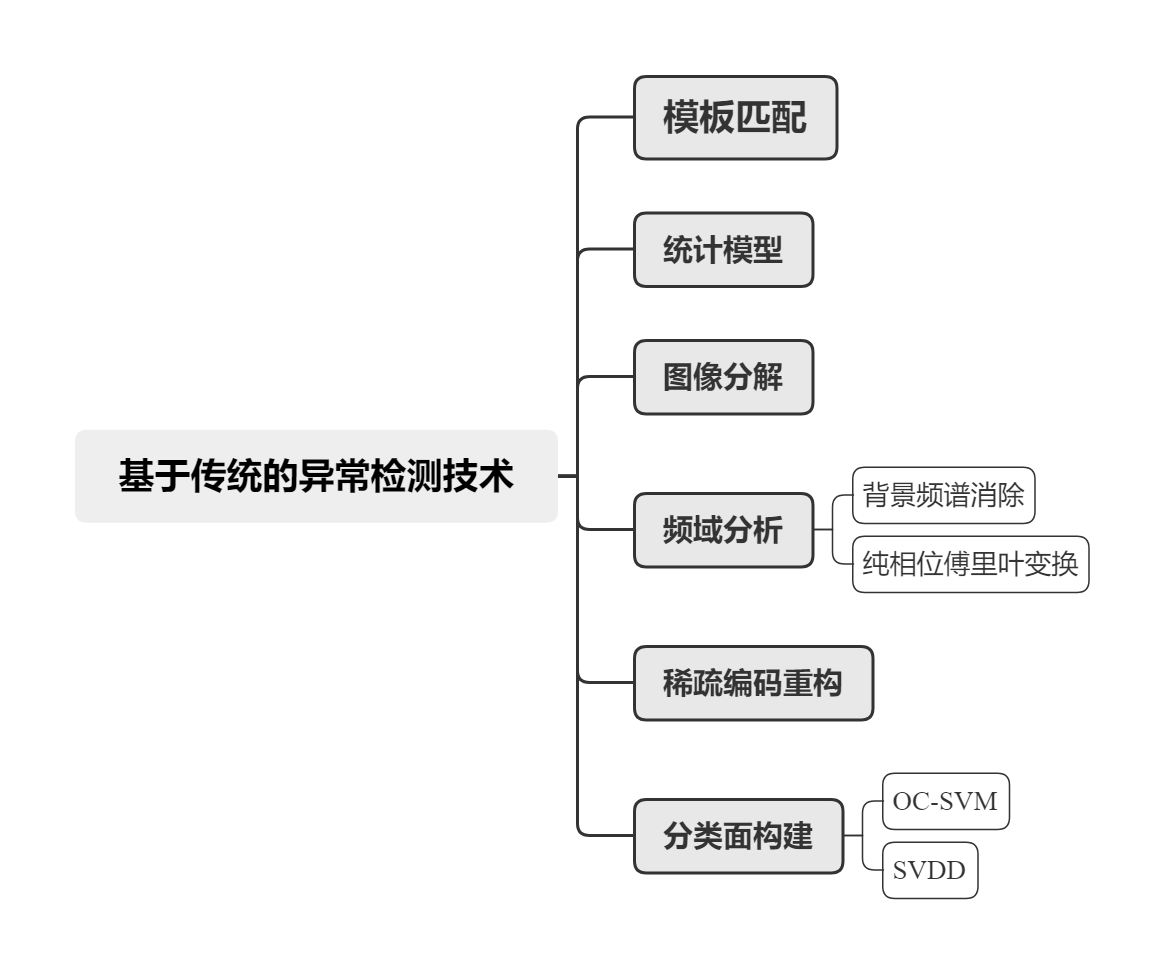 模板匹配
统计模型
图像分解
基于传统的异常检测技术
频域分析
背景频谱消除
纯相位傅里叶变换
稀疏编码重构
分类面构建
OC-SVM
SVDD